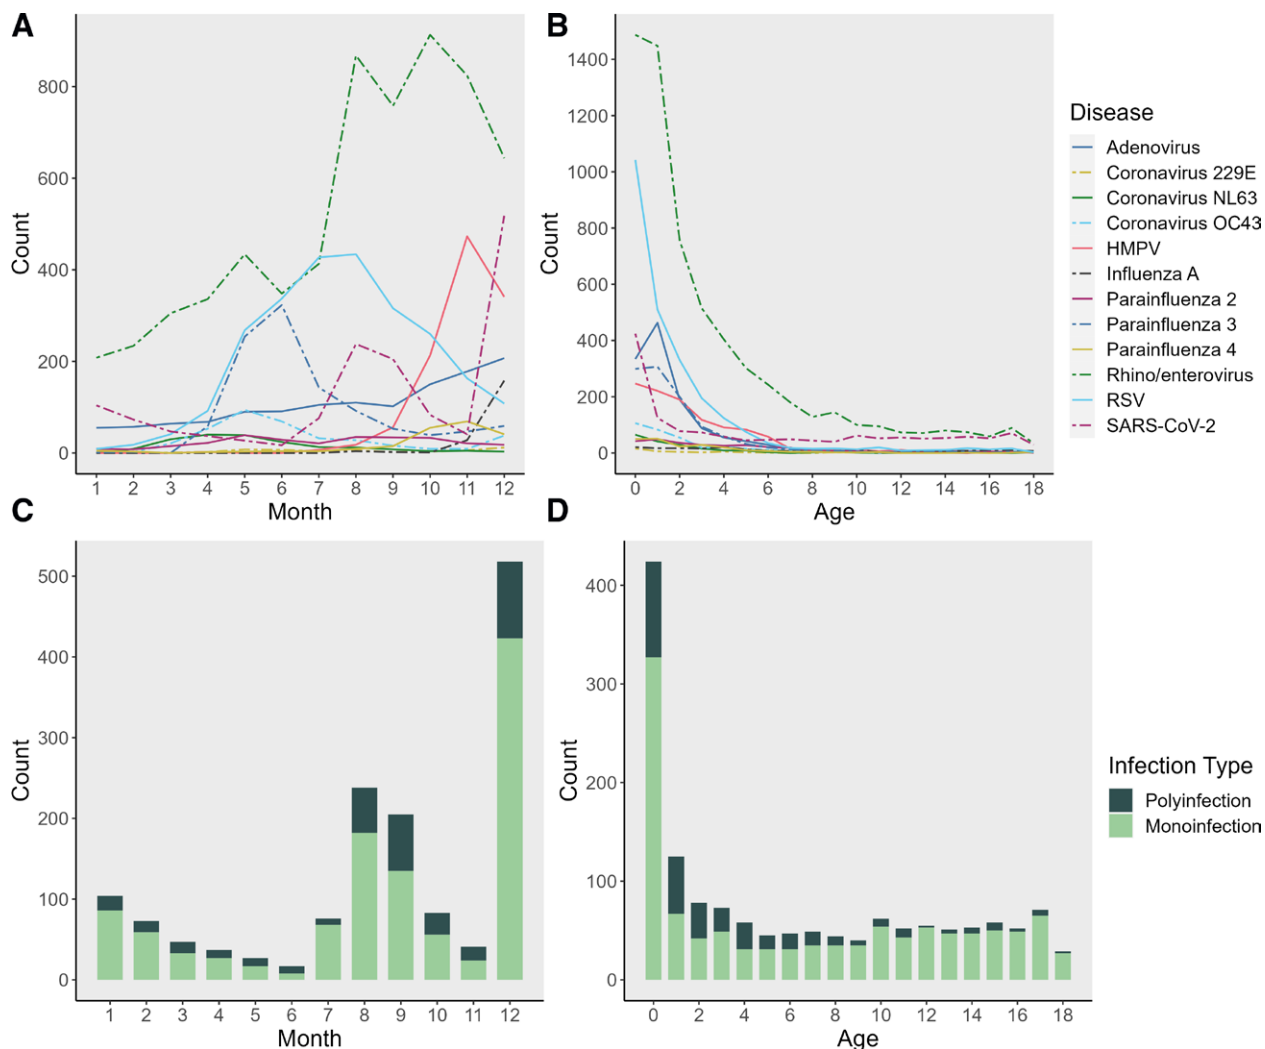 A
Count
800
600
400
200
0
1 2 3 4 5 6 7 8 9 10 11 12
Month
B
Count
1400
1200
1000
800
600
400
200
0
0 2 4 6 8 10 12 14 16 18
Age
Disease
Adenovirus
Coronavirus 229E
Coronavirus NL63
Coronavirus OC43
HMPV
Influenza A
Parainfluenza 2
Parainfluenza 3
Parainfluenza 4
Rhino/enterovirus
RSV
SARS-CoV-2
C
Count
500
400
300
200
100
0
1 2 3 4 5 6 7 8 9 10 11 12
Month
D
Count
400
300
200
100
0
0 2 4 6 8 10 12 14 16 18
Age
Infection Type
Polyinfection
Monoinfection